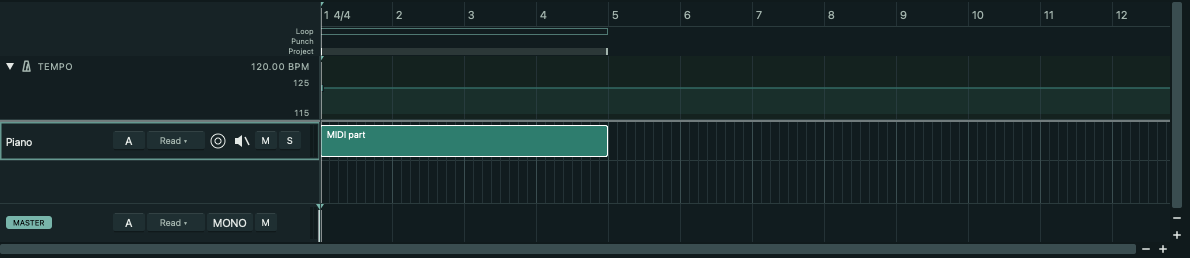 1 4/4 2 3 4 5 6 7 8 9 10 11 12
Loop
Punch
Project
TEMPO 120.00 BPM
125
115
Piano A Read M S
MIDI part
MASTER A Read MONO M